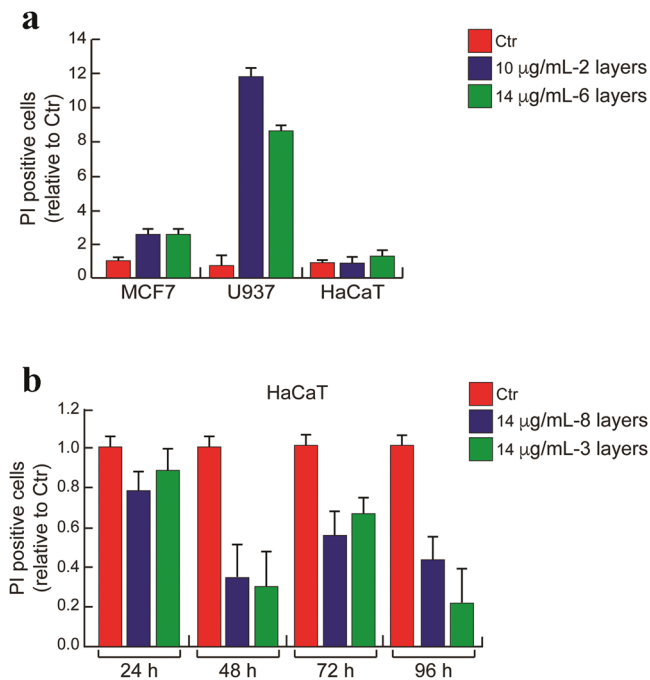 a
Ctr
10 µg/mL-2 layers
14 µg/mL-6 layers
PI positive cells
(relative to Ctr)
14
12
10
8
6
4
2
0
MCF7
U937
HaCaT
b
HaCaT
Ctr
14 µg/mL-8 layers
14 µg/mL-3 layers
PI positive cells
(relative to Ctr)
1.2
1.0
0.8
0.6
0.4
0.2
0.0
24 h
48 h
72 h
96 h